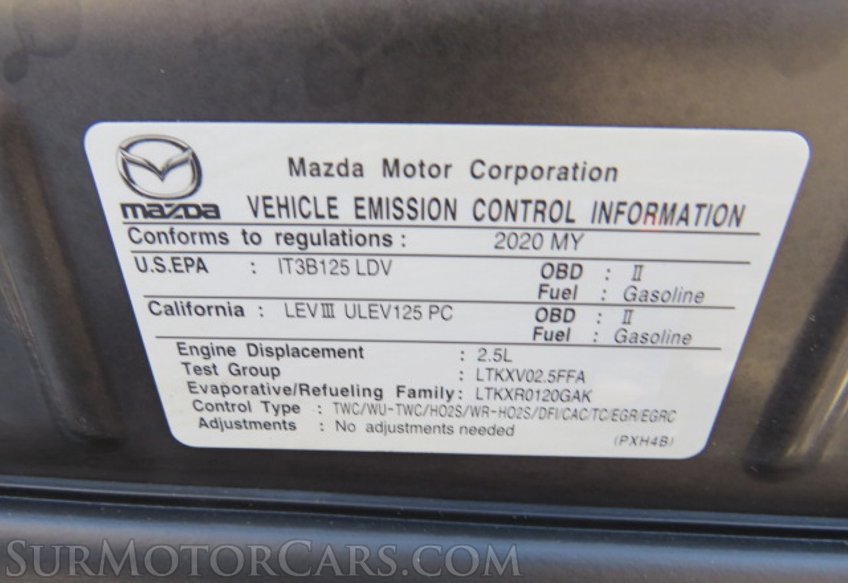 Mazda Motor Corporation
mazda VEHICLE EMISSION CONTROL INFORMATION
Conforms to regulations : 2020 MY
U.S.EPA : IT3B125 LDV OBD : Ⅱ
Fuel : Gasoline
California : LEVⅢ ULEV125 PC OBD : Ⅱ
Fuel : Gasoline
Engine Displacement : 2.5L
Test Group : LTKXV02.5FFA
Evaporative/Refueling Family: LTKXR0120GAK
Control Type : TWC/WU-TWC/HO2S/WR-HO2S/DFI/CAC/TC/EGR/EGRC
Adjustments : No adjustments needed
(PXH4B)
SurMotorCars.com